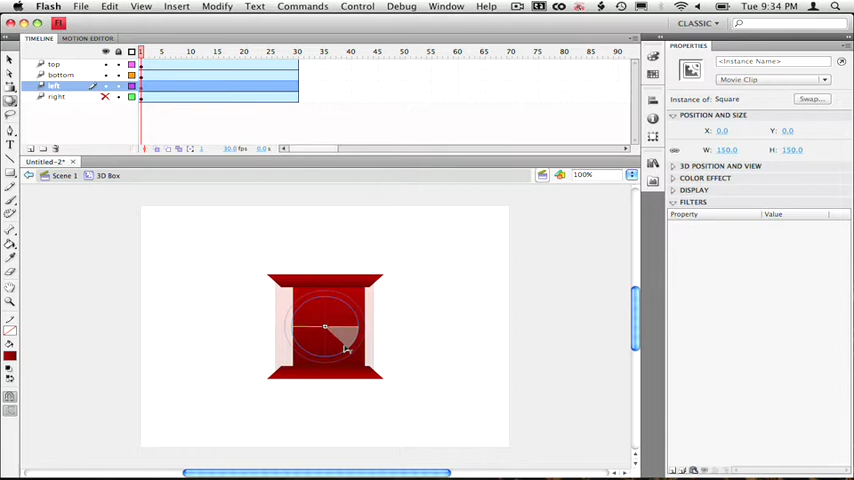 Flash File Edit View Insert Modify Text Commands Control Debug Window Help Tue 9:34 PM
Fl CLASSIC
TIMELINE MOTION EDITOR PROPERTIES
1 5 10 15 20 25 30 35 40 45 50 55 60 65 70 75 80 85 90
<Instance Name>
top
Movie Clip
bottom
left
right
Instance of: Square Swap...
POSITION AND SIZE
X: 0.0 Y: 0.0
1 30.0 fps 0.0 s
W: 150.0 H: 150.0
Untitled-2*
3D POSITION AND VIEW
Scene 1 3D Box 100%
COLOR EFFECT
DISPLAY
FILTERS
Property Value